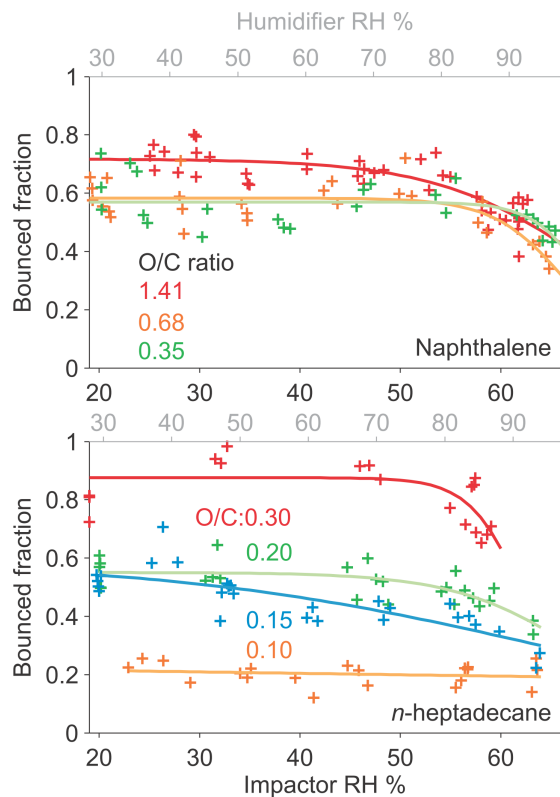 Humidifier RH %
30 40 50 60 70 80 90
1
0.8
0.6
0.4
0.2
0
Bounced fraction
O/C ratio
1.41
0.68
0.35
Naphthalene
20 30 40 50 60
30 40 50 60 70 80 90
1
0.8
0.6
0.4
0.2
0
Bounced fraction
O/C:0.30
0.20
0.15
0.10
n-heptadecane
20 30 40 50 60
Impactor RH %